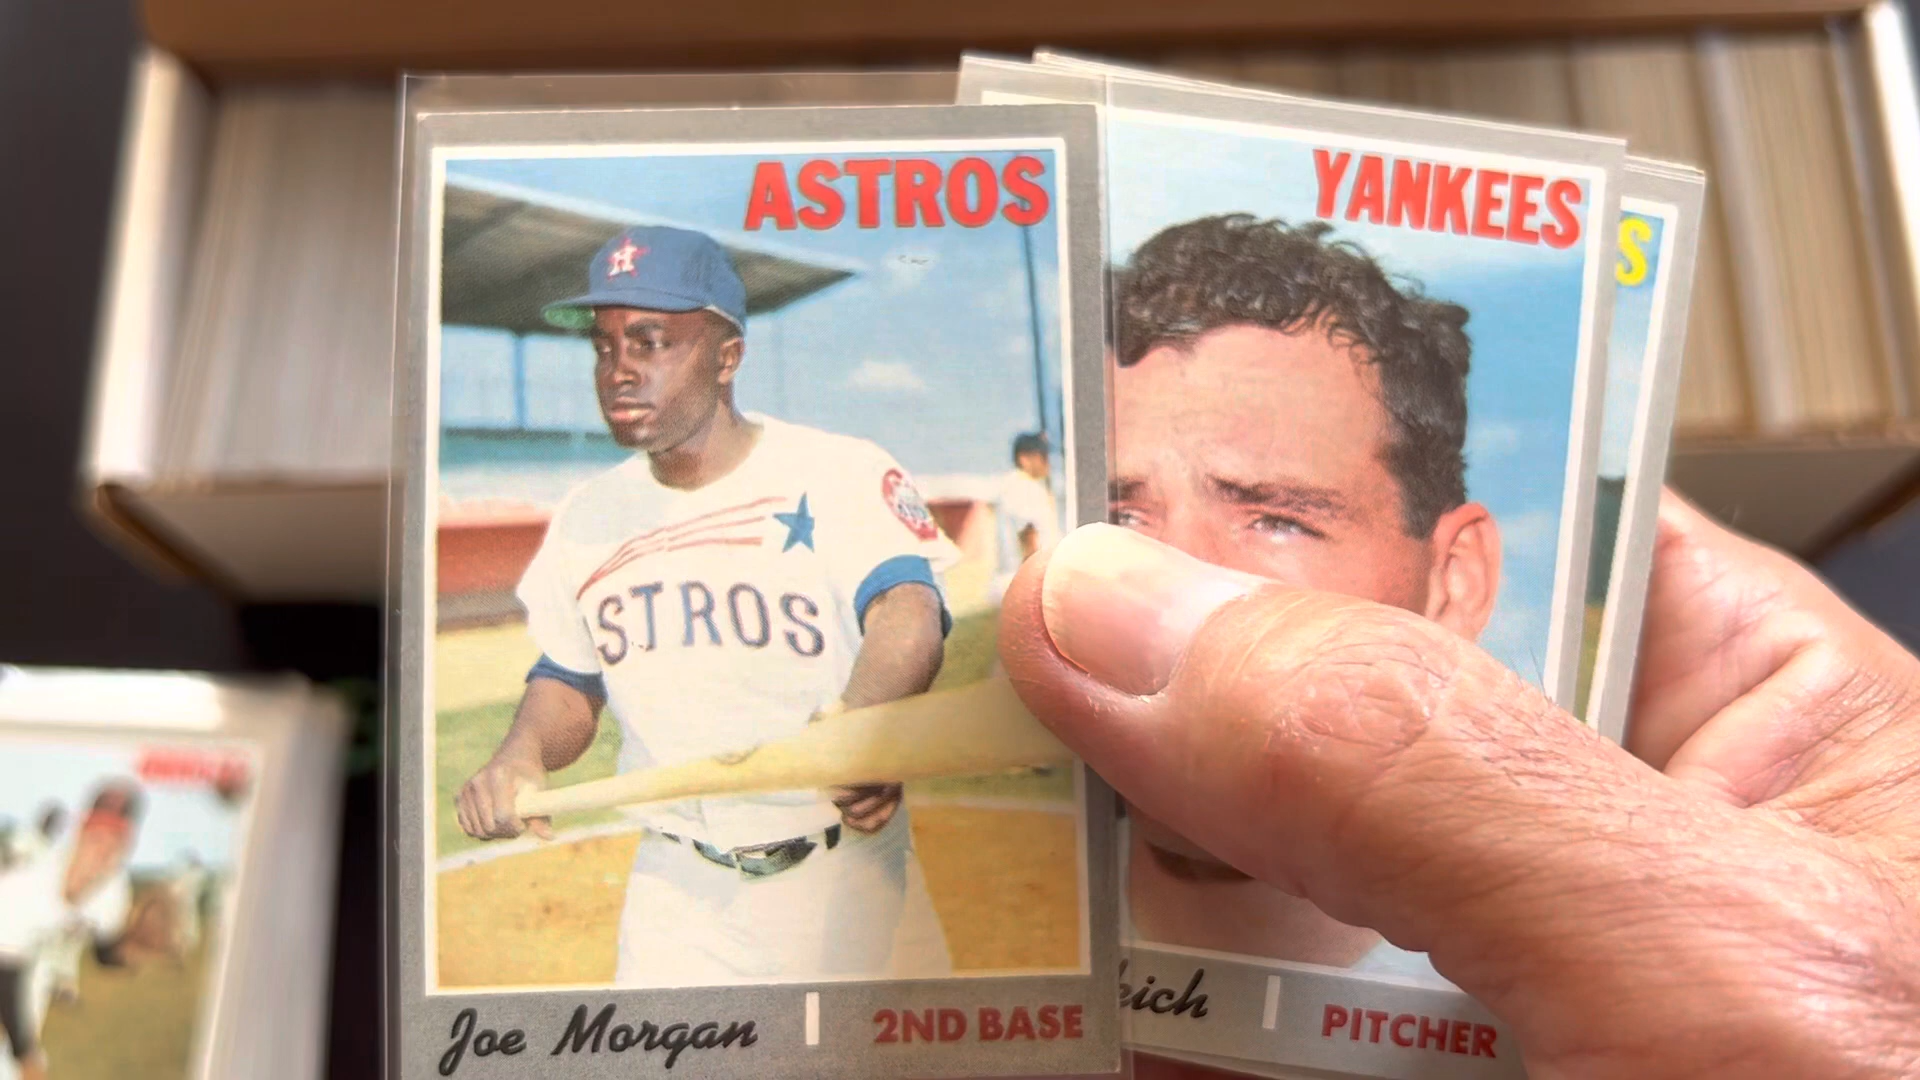 ASTROS
H
STROS
Joe Morgan | 2ND BASE
YANKEES
eich | PITCHER
S